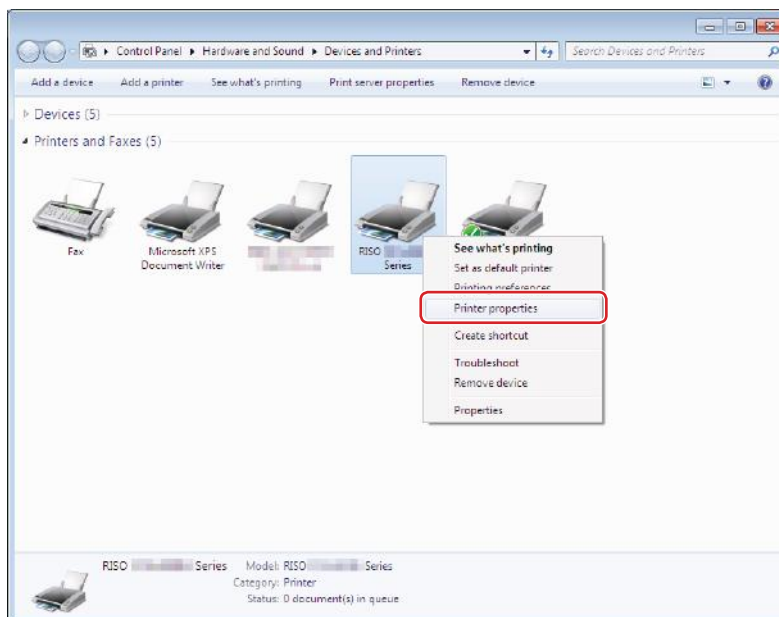 Control Panel ▸ Hardware and Sound ▸ Devices and Printers
Search Devices and Printers
Add a device Add a printer See what's printing Print server properties Remove device
Devices (5)
Printers and Faxes (5)
Fax
Microsoft XPS
Document Writer
RISO
Series
See what's printing
Set as default printer
Printing preferences
Printer properties
Create shortcut
Troubleshoot
Remove device
Properties
RISO Series Model: RISO Series
Category: Printer
Status: 0 document(s) in queue